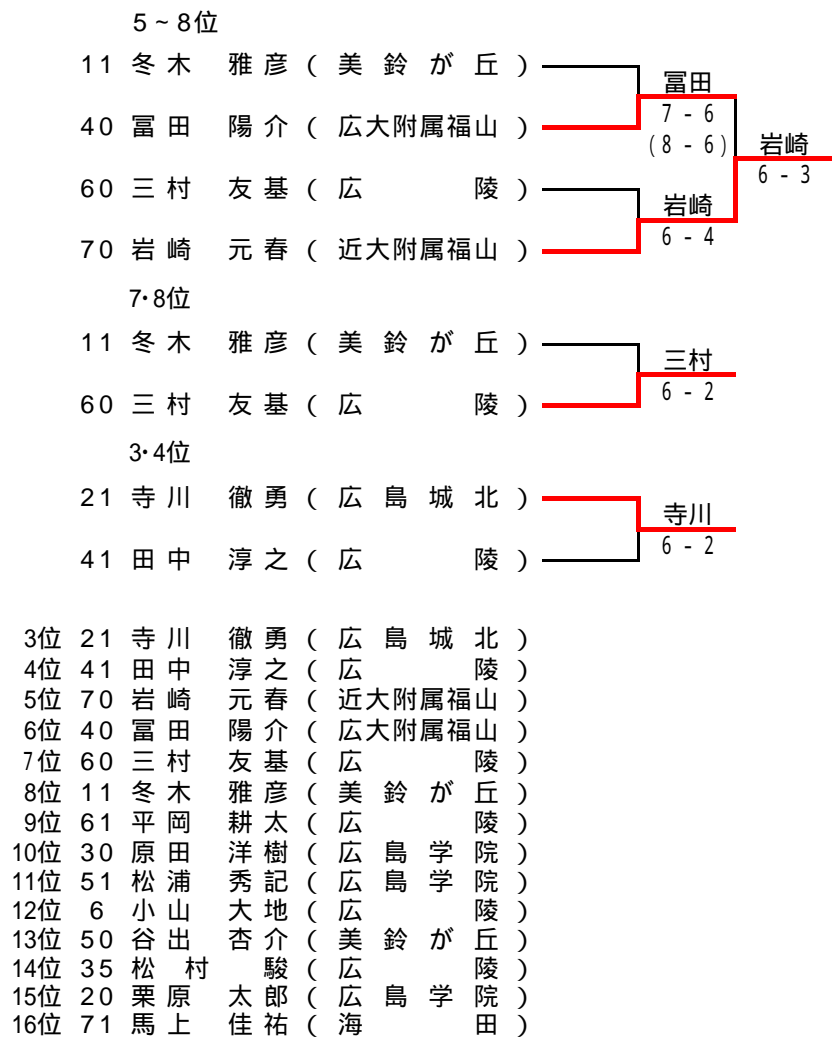 5~8位
11 冬木 雅彦(美鈴が丘)
冨田
40 冨田 陽介(広大附属福山)
7-6
(8-6)
岩崎
6-3
60 三村 友基(広陵)
岩崎
6-4
70 岩崎 元春(近大附属福山)
7・8位
11 冬木 雅彦(美鈴が丘)
三村
6-2
60 三村 友基(広陵)
3・4位
21 寺川 徹勇(広島城北)
寺川
6-2
41 田中 淳之(広陵)
3位 21 寺川 徹勇(広島城北)
4位 41 田中 淳之(広陵)
5位 70 岩崎 元春(近大附属福山)
6位 40 冨田 陽介(広大附属福山)
7位 60 三村 友基(広陵)
8位 11 冬木 雅彦(美鈴が丘)
9位 61 平岡 耕太(広陵)
10位 30 原田 洋樹(広島学院)
11位 51 松浦 秀記(広島学院)
12位 6 小山 大地(広陵)
13位 50 谷出 杏介(美鈴が丘)
14位 35 松村 駿(広陵)
15位 20 栗原 太郎(広島学院)
16位 71 馬上 佳祐(海田)